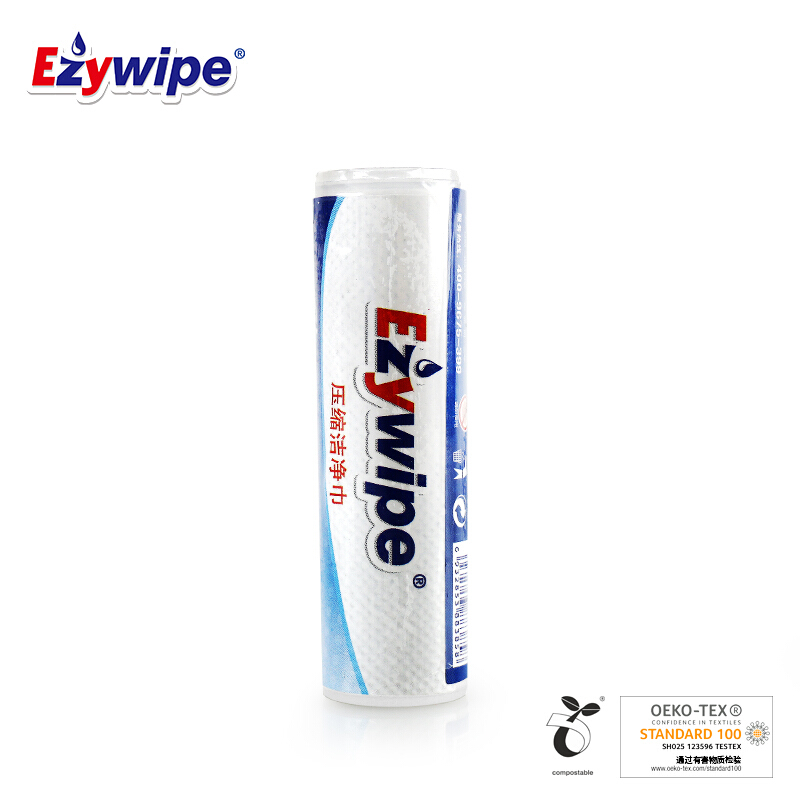 Ezywipe®
Ezywipe®
压缩洁净巾
compostable
®
OEKO-TEX®
CONFIDENCE IN TEXTILES
STANDARD 100
SH025 123596 TESTEX
通过有害物质检验
www.oeko-tex.com/standard100